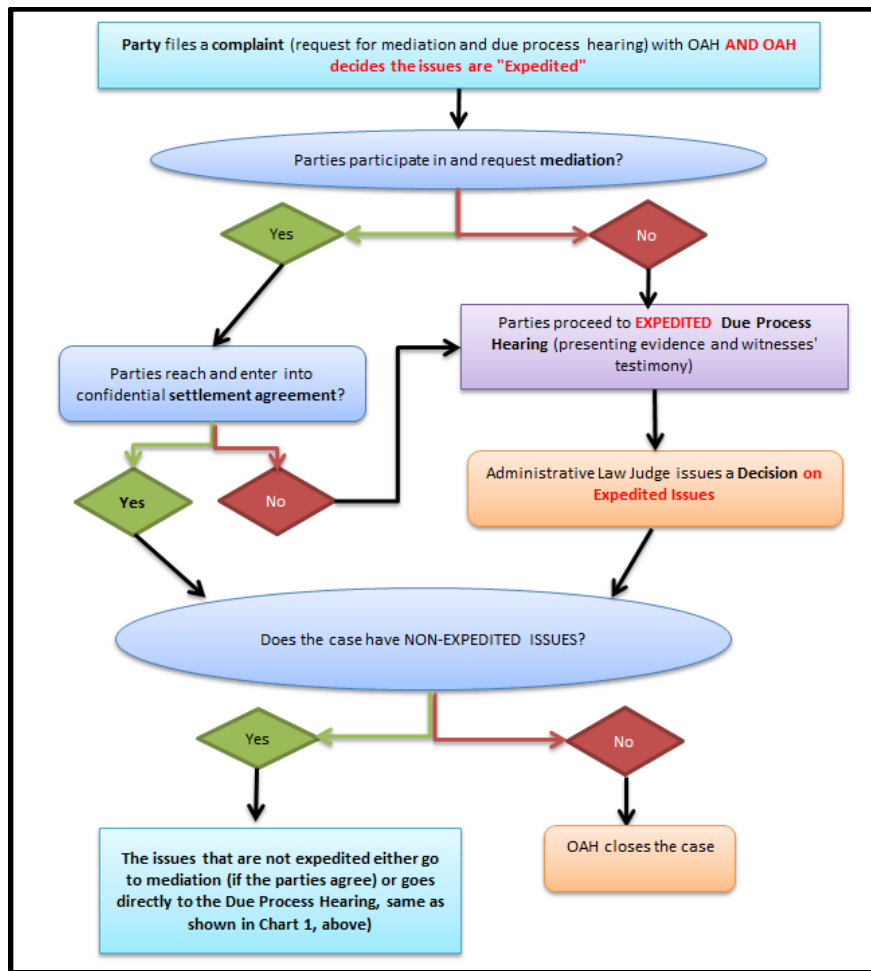 Party files a complaint (request for mediation and due process hearing) with OAH AND OAH
decides the issues are "Expedited"
Parties participate in and request mediation?
Yes
No
Parties proceed to EXPEDITED Due Process
Hearing (presenting evidence and witnesses'
testimony)
Parties reach and enter into
confidential settlement agreement?
Yes
No
Administrative Law Judge issues a Decision on
Expedited Issues
Does the case have NON-EXPEDITED ISSUES?
Yes
No
The issues that are not expedited either go
to mediation (if the parties agree) or goes
directly to the Due Process Hearing, same as
shown in Chart 1, above)
OAH closes the case